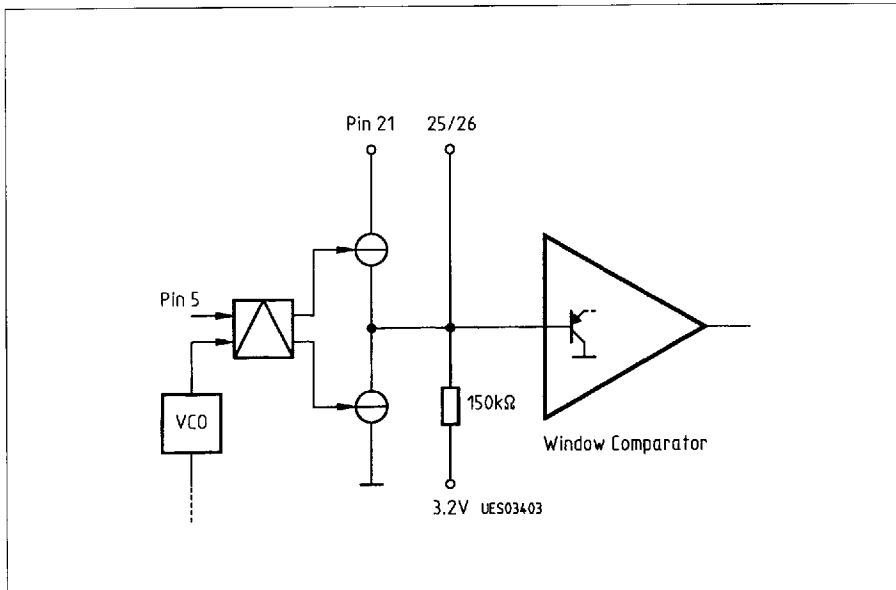 Pin 21
25/26
Pin 5
VCO
150kΩ
Window Comparator
3.2V UES03403